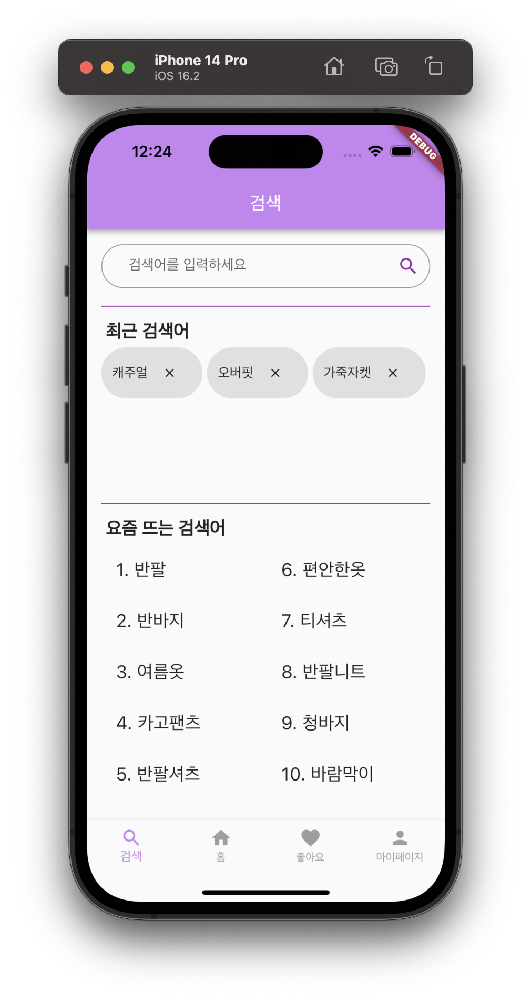 iPhone 14 Pro
iOS 16.2
12:24
DEBUG
검색
검색어를 입력하세요
최근 검색어
캐주얼
오버핏
가죽자켓
요즘 뜨는 검색어
1. 반팔
6. 편안한옷
2. 반바지
7. 티셔츠
3. 여름옷
8. 반팔니트
4. 카고팬츠
9. 청바지
5. 반팔셔츠
10. 바람막이
검색
홈
좋아요
마이페이지